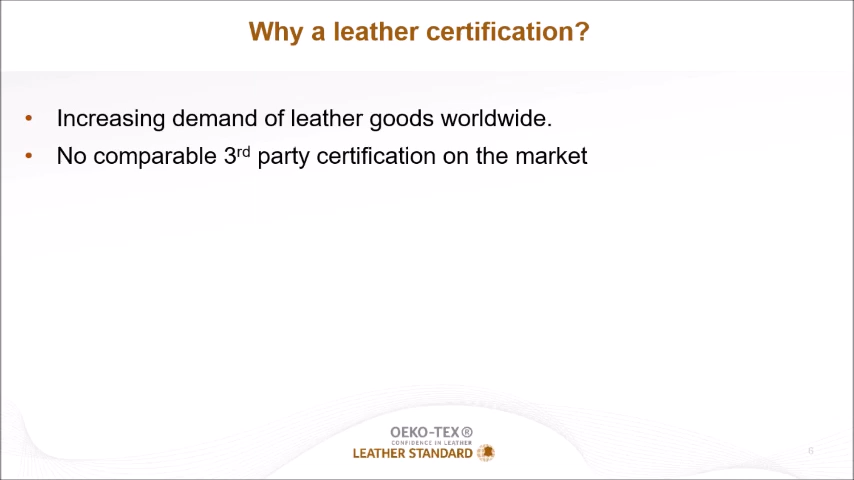 Why a leather certification?
• Increasing demand of leather goods worldwide.
• No comparable 3rd party certification on the market
OEKO-TEX®
CONFIDENCE IN LEATHER
LEATHER STANDARD
6